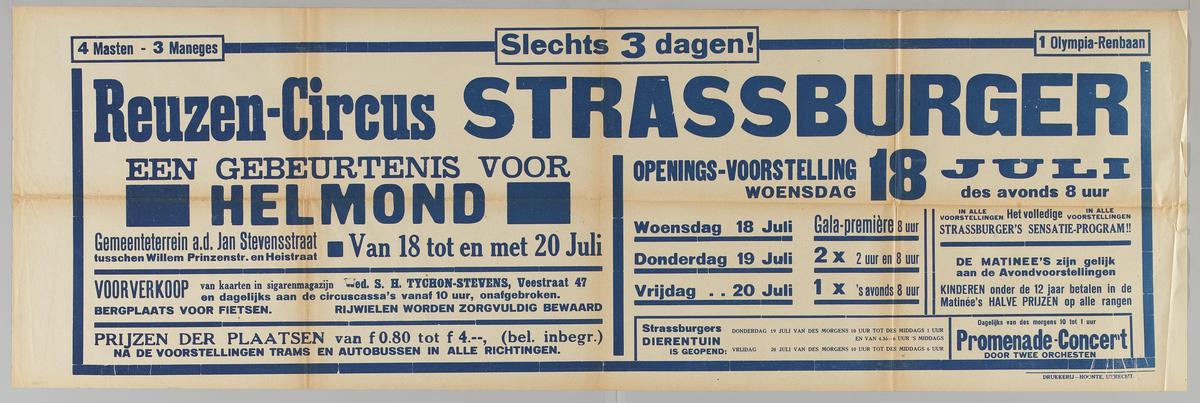 4 Masten - 3 Maneges
Slechts 3 dagen!
1 Olympia-Renbaan
Reuzen-Circus STRASSBURGER
EEN GEBEURTENIS VOOR
HELMOND
Gemeenteterrein a.d. Jan Stevensstraat
tusschen Willem Prinzenstr. en Heistraat
Van 18 tot en met 20 Juli
VOORVERKOOP van kaarten in sigarenmagazijn Wed. S. H. TYCHON-STEVENS, Veestraat 47
en dagelijks aan de circuscassa's vanaf 10 uur, onafgebroken.
BERGPLAATS VOOR FIETSEN. RIJWIELEN WORDEN ZORGVULDIG BEWAARD
PRIJZEN DER PLAATSEN van f 0.80 tot f 4.--, (bel. inbegr.)
NA DE VOORSTELLINGEN TRAMS EN AUTOBUSSEN IN ALLE RICHTINGEN.
OPENINGS-VOORSTELLING
WOENSDAG
18 JULI
des avonds 8 uur
Woensdag 18 Juli Gala-première 8 uur
Donderdag 19 Juli 2 x 2 uur en 8 uur
Vrijdag . . 20 Juli 1 x 's avonds 8 uur
IN ALLE VOORSTELLINGEN Het volledige IN ALLE VOORSTELLINGEN
STRASSBURGER'S SENSATIE-PROGRAM!!
DE MATINEE'S zijn gelijk
aan de Avondvoorstellingen
KINDEREN onder de 12 jaar betalen in de
Matinée's HALVE PRIJZEN op alle rangen
Strassburgers
DIERENTUIN
IS GEOPEND:
DONDERDAG 19 JULI VAN DES MORGENS 10 UUR TOT DES MIDDAGS 1 UUR
EN VAN 4.30-6 UUR 'S MIDDAGS
VRIJDAG 20 JULI VAN DES MORGENS 10 UUR TOT DES MIDDAGS 6 UUR
Dagelijks van des morgens 10 tot 1 uur
Promenade-Concert
DOOR TWEE ORCHESTEN
DRUKKERIJ—HOONTE, UTRECHT.